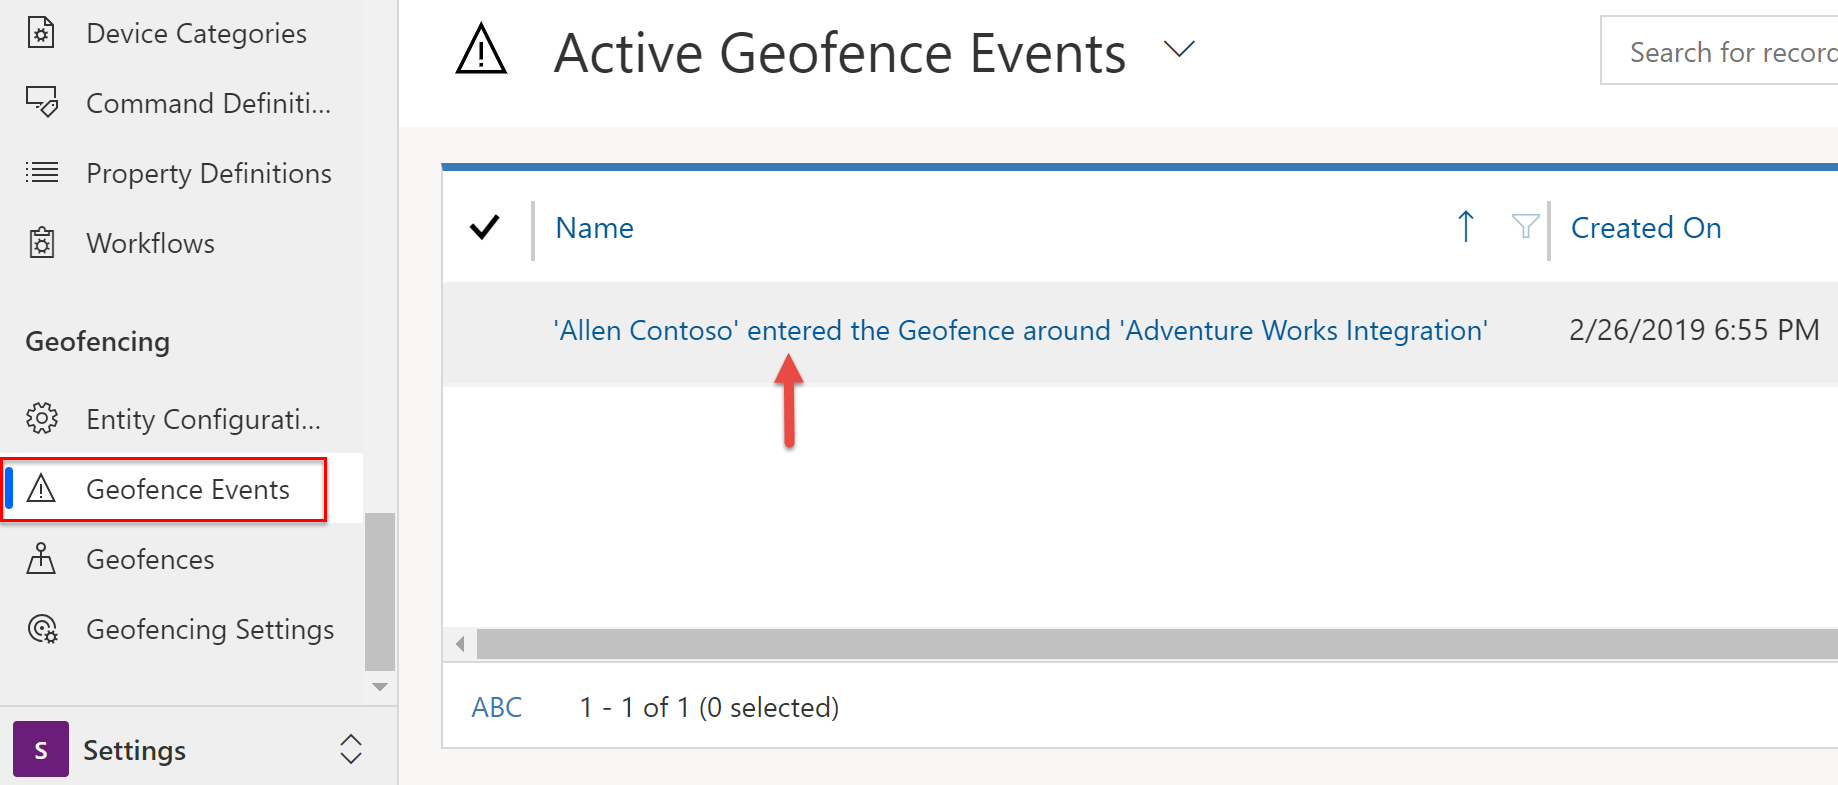 Device Categories
Command Definiti...
Property Definitions
Workflows
Geofencing
Entity Configurati...
Geofence Events
Geofences
Geofencing Settings
S Settings
Active Geofence Events
Search for record
Name
Created On
'Allen Contoso' entered the Geofence around 'Adventure Works Integration'
2/26/2019 6:55 PM
ABC
1 - 1 of 1 (0 selected)